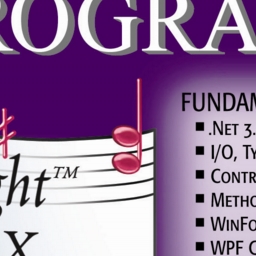 ROGRA
FUNDAM
.NET 3.
I/O, TY
CONTR
METHO
WINFO
WPF C
ght™
X